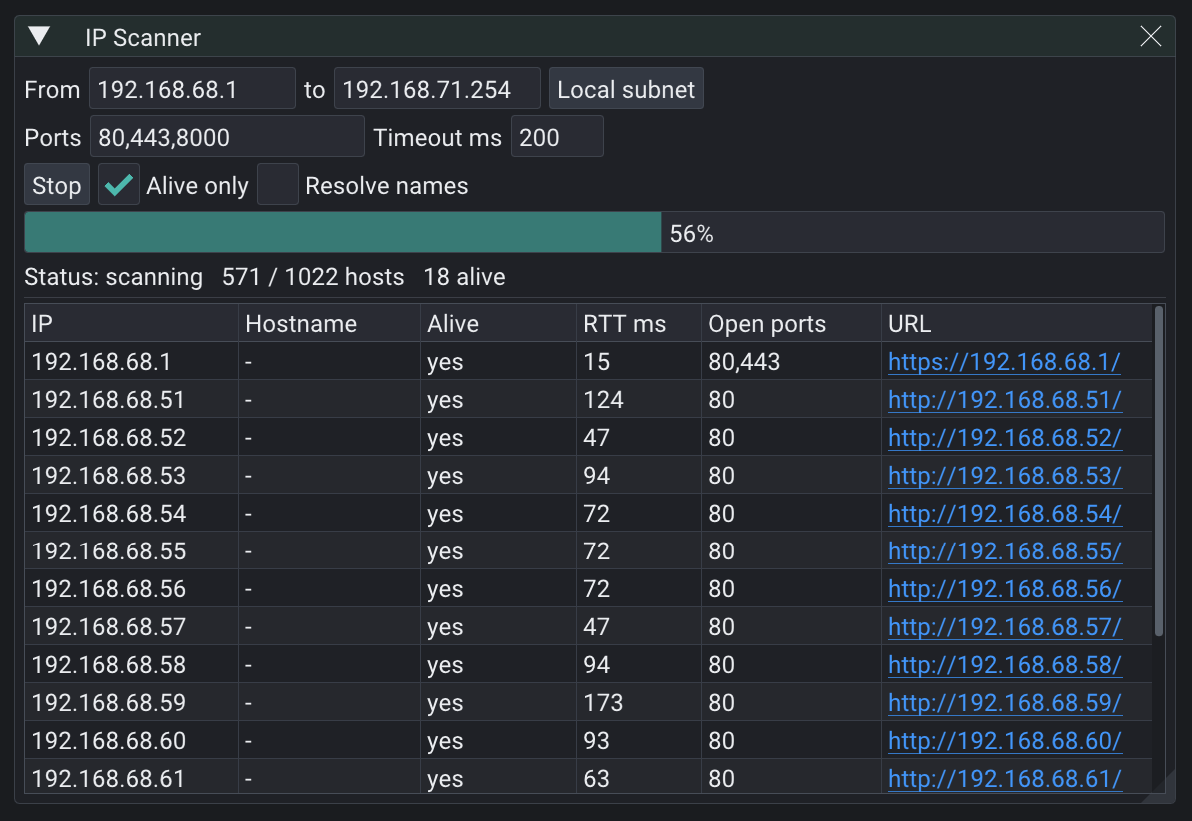 IP Scanner
From 192.168.68.1 to 192.168.71.254 Local subnet
Ports 80,443,8000 Timeout ms 200
Stop Alive only Resolve names
56%
Status: scanning 571 / 1022 hosts 18 alive
IP Hostname Alive RTT ms Open ports URL
192.168.68.1 - yes 15 80,443 https://192.168.68.1/
192.168.68.51 - yes 124 80 http://192.168.68.51/
192.168.68.52 - yes 47 80 http://192.168.68.52/
192.168.68.53 - yes 94 80 http://192.168.68.53/
192.168.68.54 - yes 72 80 http://192.168.68.54/
192.168.68.55 - yes 72 80 http://192.168.68.55/
192.168.68.56 - yes 72 80 http://192.168.68.56/
192.168.68.57 - yes 47 80 http://192.168.68.57/
192.168.68.58 - yes 94 80 http://192.168.68.58/
192.168.68.59 - yes 173 80 http://192.168.68.59/
192.168.68.60 - yes 93 80 http://192.168.68.60/
192.168.68.61 - yes 63 80 http://192.168.68.61/